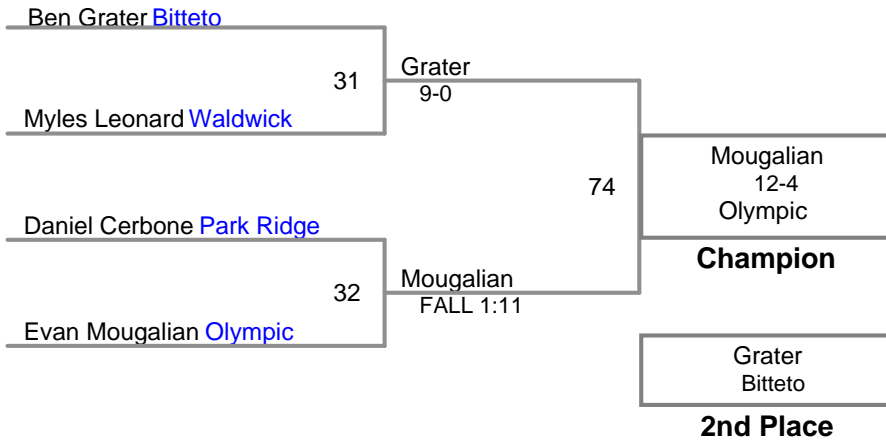 Ben Grater Bitteto
31
Grater
9-0
Myles Leonard Waldwick
74
Mougalian
12-4
Olympic
Champion
Daniel Cerbone Park Ridge
32
Mougalian
FALL 1:11
Evan Mougalian Olympic
Grater
Bitteto
2nd Place